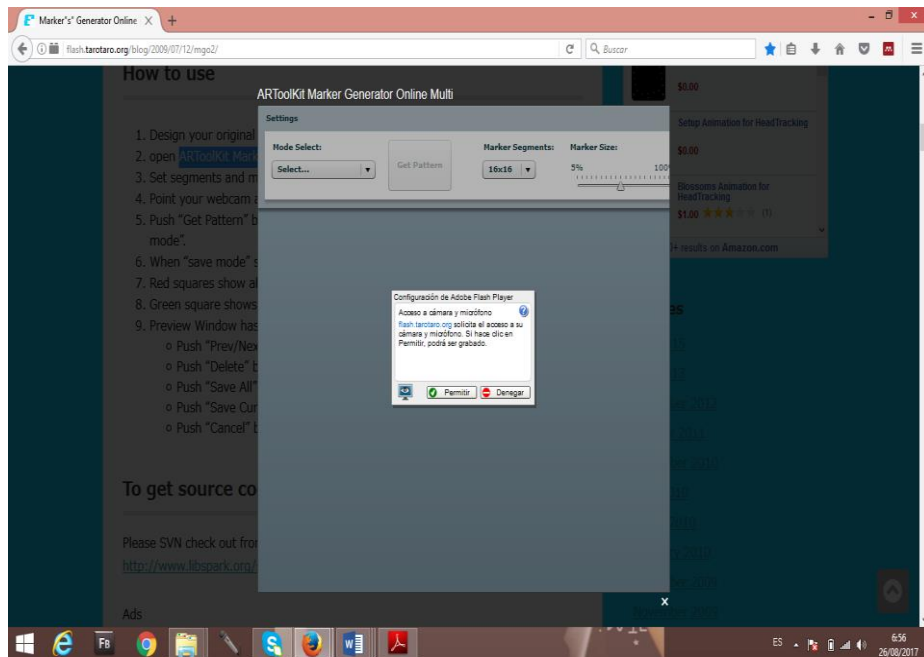 Marker's" Generator Online
flash.tarotaro.org/blog/2009/07/12/mgo2/
Buscar
How to use
1. Design your original
2. open ARToolKit Mark
3. Set segments and m
4. Point your webcam a
5. Push "Get Pattern" b
mode".
6. When "save mode" s
7. Red squares show al
8. Green square shows
9. Preview Window has
Push "Prev/Nex
Push "Delete" b
Push "Save All"
Push "Save Cur
Push "Cancel" b
To get source co
Please SVN check out fror
http://www.libspark.org/
Ads
ARToolKit Marker Generator Online Multi
Settings
Mode Select:
Select...
Get Pattern
Marker Segments:
16x16
Marker Size:
5%
100
Configuración de Adobe Flash Player
Acceso a cámara y micrófono
flash.tarotaro.org solicita el acceso a su
cámara y micrófono. Si hace clic en
Permitir, podrá ser grabado.
Permitir
Denegar
x
$0.00
Setup Animation for HeadTracking
$0.00
Blossoms Animation for
HeadTracking
$1.00
(1)
+ results on Amazon.com
es
Fb
ES
6:56
26/08/2017